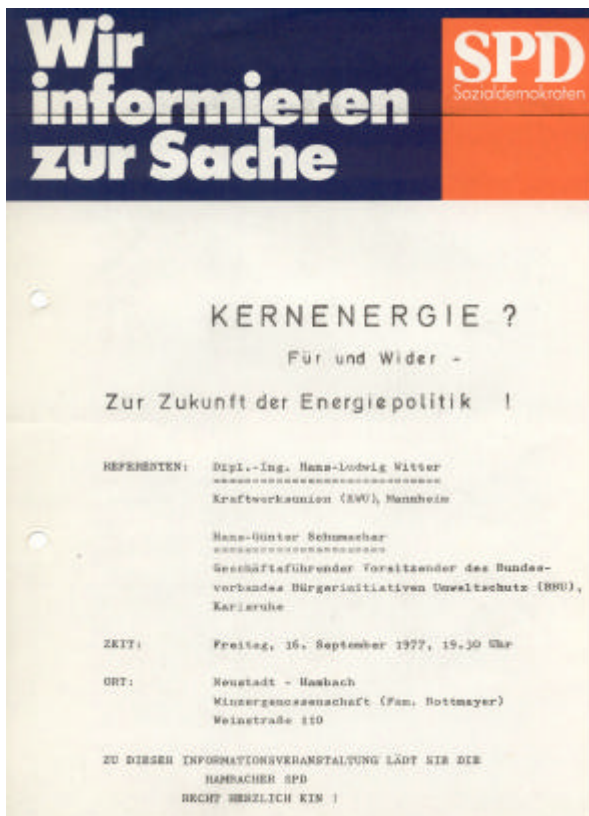 Wir
informieren
zur Sache
SPD
Sozialdemokraten
KERNENERGIE ?
Für und Wider -
Zur Zukunft der Energiepolitik !
REFERENTEN: Dipl.-Ing. Hans-Ludwig Witter
Kraftwerksunion (KWU), Mannheim
Hans-Günter Schumacher
Geschäftsführender Vorsitzender des Bundes-
verbandes Bürgerinitiativen Umweltschutz (BBU),
Karlsruhe
ZEIT: Freitag, 16. September 1977, 19.30 Uhr
ORT: Neustadt - Hambach
Winzergenossenschaft (Fam. Nottmayer)
Weinstraße 110
ZU DIESER INFORMATIONSVERANSTALTUNG LÄDT SIE DIE
HAMBACHER SPD
RECHT HERZLICH EIN !